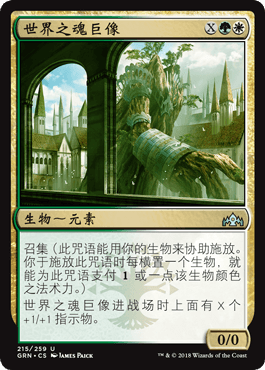 世界之魂巨像 X
生物～元素
召集（此咒语能用你的生物来协助施放。
你于施放此咒语时每横置一个生物，就
能为此咒语支付 1 或一点该生物颜色
之法术力。）
世界之魂巨像进战场时上面有 X 个
+1/+1 指示物。
0/0
215/259 U
GRN • CS JAMES PAICK
™ & © 2018 Wizards of the Coast